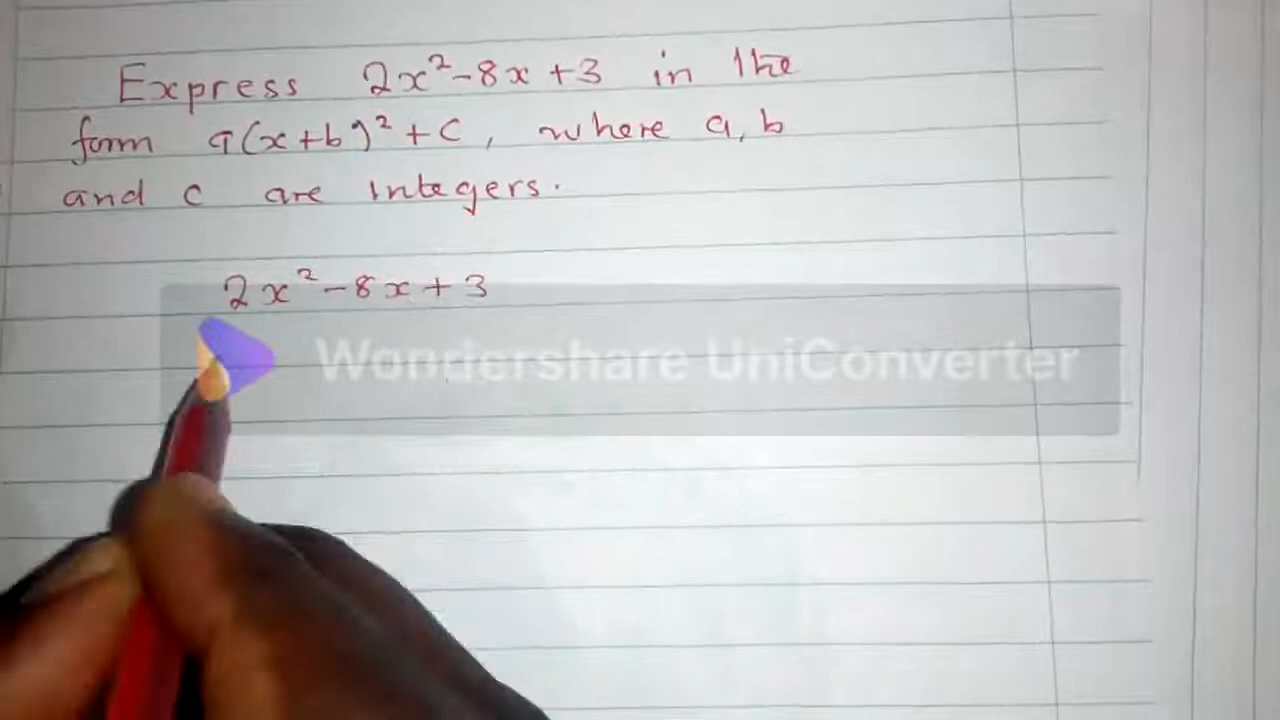 Express 2x²-8x+3 in the
form a(x+b)²+c, where a, b
and c are integers.
2x²-8x+3
Wondershare UniConverter